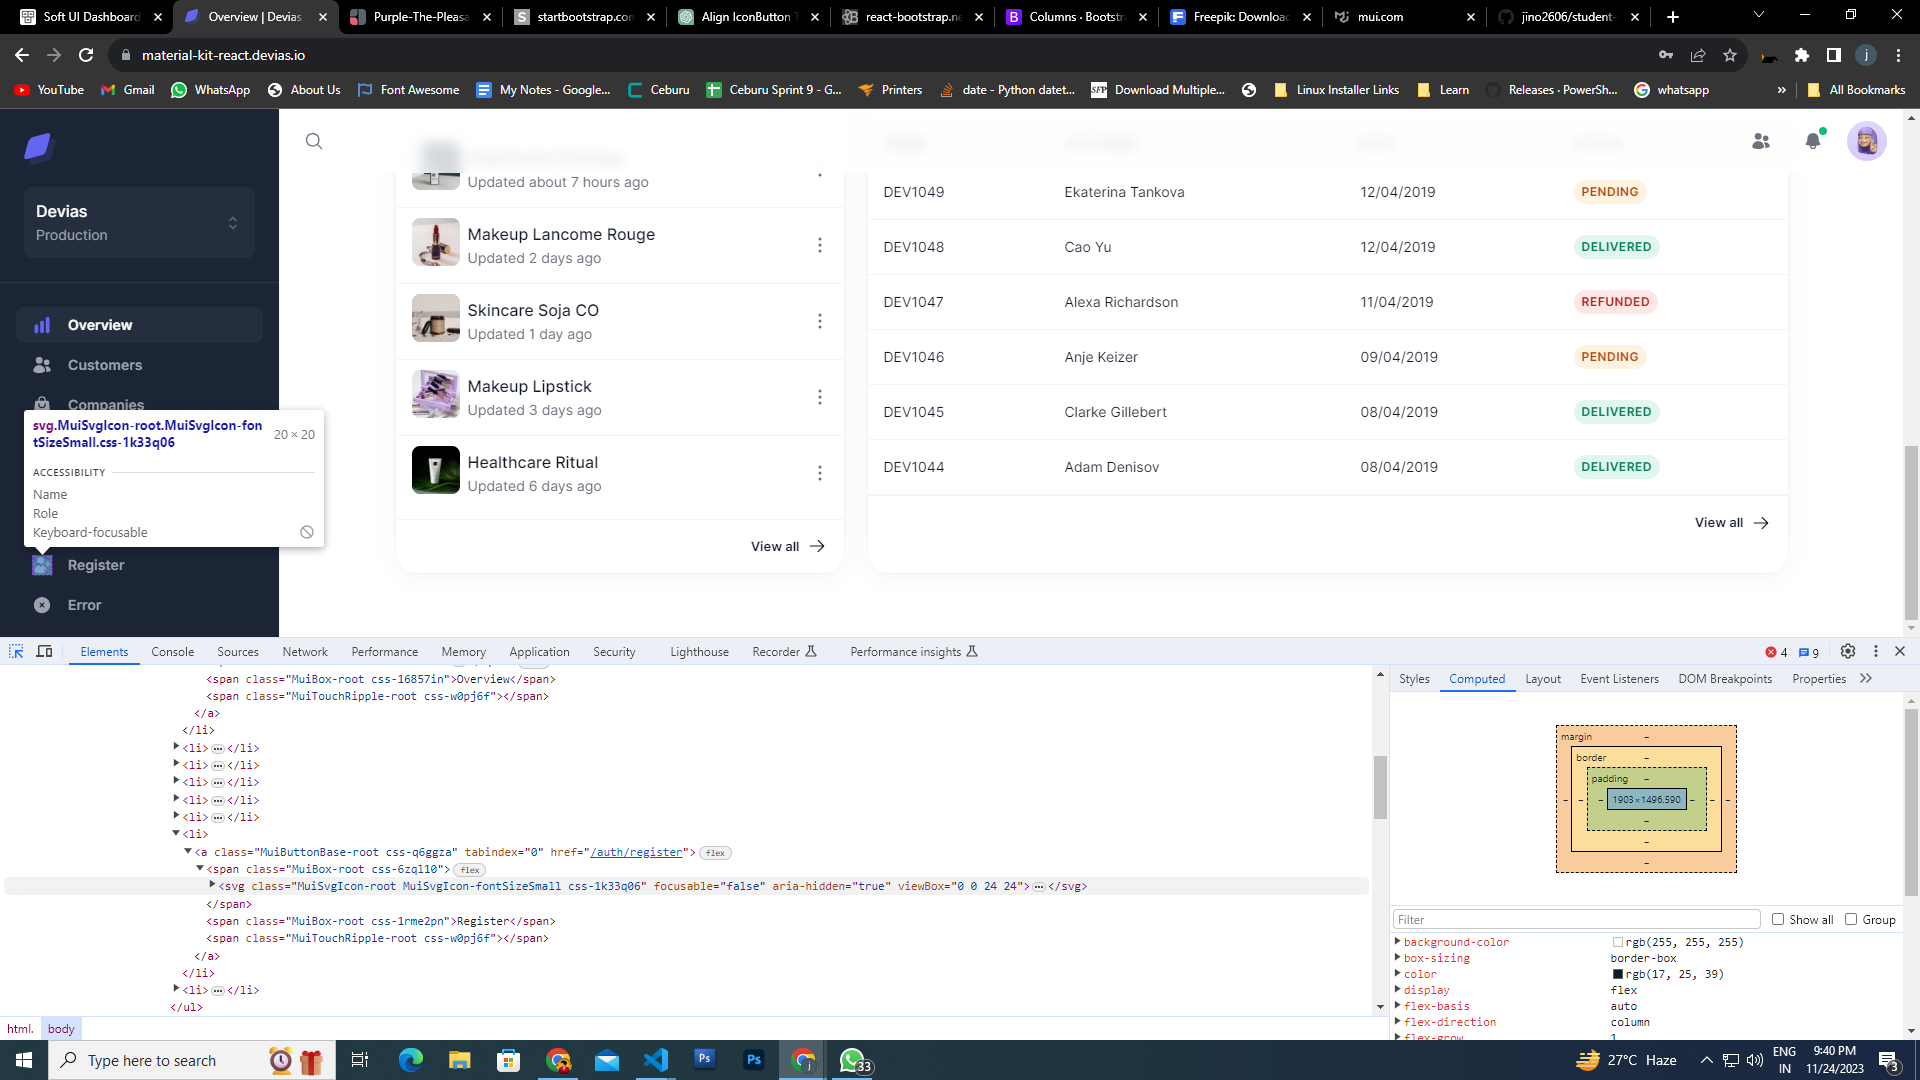 Soft UI Dashboard
Overview | Devias
Purple-The-Pleasa
startbootstrap.com
Align IconButton T
react-bootstrap.ne
Columns · Bootstra
Freepik: Downloac
mui.com
jino2606/student-
material-kit-react.devias.io
j
YouTube
Gmail
WhatsApp
About Us
Font Awesome
My Notes - Google...
Ceburu
Ceburu Sprint 9 - G...
Printers
date - Python datet...
SFP
Download Multiple...
Linux Installer Links
Learn
Releases · PowerSh...
whatsapp
»
All Bookmarks
Devias
Production
Overview
Customers
Companies
svg.MuiSvgIcon-root.MuiSvgIcon-fon
tSizeSmall.css-1k33q06
20 × 20
ACCESSIBILITY
Name
Role
Keyboard-focusable
Register
Error
Updated about 7 hours ago
Makeup Lancome Rouge
Updated 2 days ago
Skincare Soja CO
Updated 1 day ago
Makeup Lipstick
Updated 3 days ago
Healthcare Ritual
Updated 6 days ago
View all
DEV1049 Ekaterina Tankova 12/04/2019 PENDING
DEV1048 Cao Yu 12/04/2019 DELIVERED
DEV1047 Alexa Richardson 11/04/2019 REFUNDED
DEV1046 Anje Keizer 09/04/2019 PENDING
DEV1045 Clarke Gillebert 08/04/2019 DELIVERED
DEV1044 Adam Denisov 08/04/2019 DELIVERED
View all
Elements Console Sources Network Performance Memory Application Security Lighthouse Recorder Performance insights
4 9
<span class="MuiBox-root css-16857in">Overview</span>
<span class="MuiTouchRipple-root css-w0pj6f"></span>
</a>
</li>
<li>…</li>
<li>…</li>
<li>…</li>
<li>…</li>
<li>…</li>
<li>
<a class="MuiButtonBase-root css-q6ggza" tabindex="0" href="/auth/register"> flex
<span class="MuiBox-root css-6zql10"> flex
<svg class="MuiSvgIcon-root MuiSvgIcon-fontSizeSmall css-1k33q06" focusable="false" aria-hidden="true" viewBox="0 0 24 24">…</svg>
</span>
<span class="MuiBox-root css-1rme2pn">Register</span>
<span class="MuiTouchRipple-root css-w0pj6f"></span>
</a>
</li>
<li>…</li>
</ul>
html. body
Styles Computed Layout Event Listeners DOM Breakpoints Properties »
margin -
border -
padding -
- - - 1903×1496.590 - - -
-
-
-
Filter
Show all Group
background-color rgb(255, 255, 255)
box-sizing border-box
color rgb(17, 25, 39)
display flex
flex-basis auto
flex-direction column
flex-grow 1
Type here to search
Ps
Ps
j
33
27°C Haze
ENG
IN
9:40 PM
11/24/2023
3